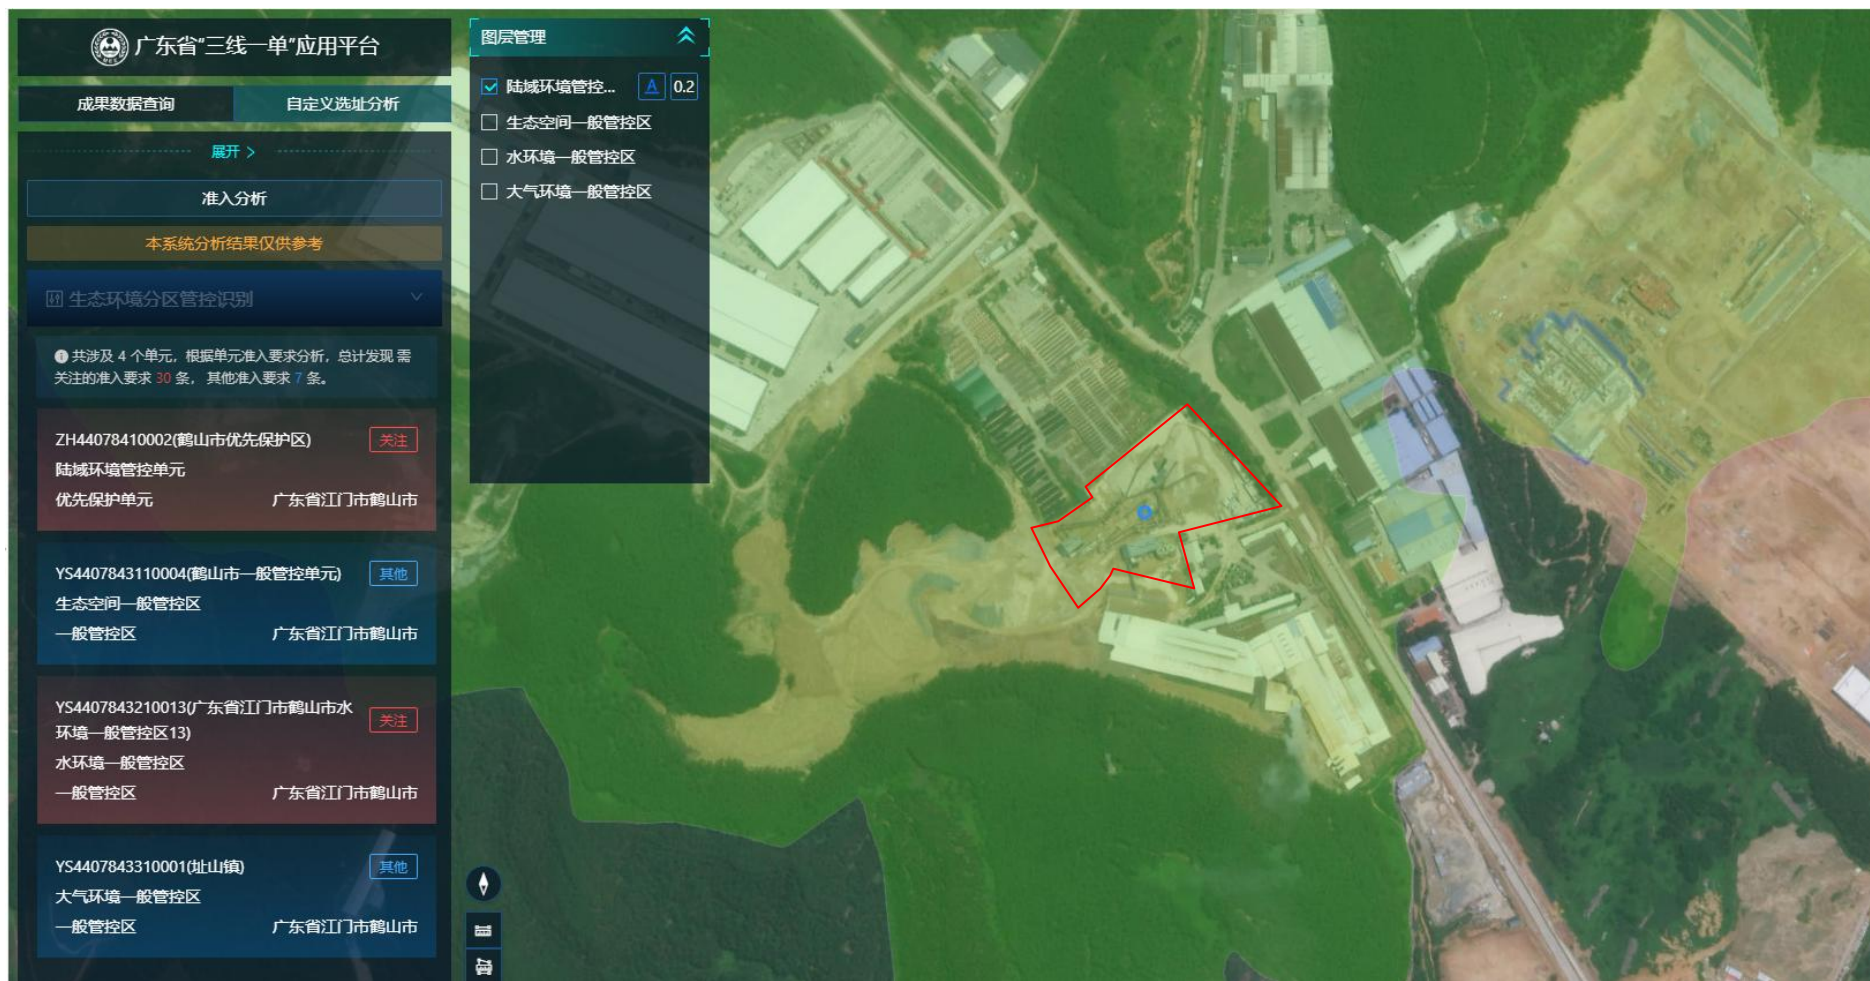 广东省“三线一单”应用平台
成果数据查询
自定义选址分析
展开 >
准入分析
本系统分析结果仅供参考
生态环境分区管控识别
共涉及 4 个单元，根据单元准入要求分析，总计发现 需
关注的准入要求 30 条， 其他准入要求 7 条。
ZH44078410002(鹤山市优先保护区)
关注
陆域环境管控单元
优先保护单元
广东省江门市鹤山市
YS4407843110004(鹤山市一般管控单元)
其他
生态空间一般管控区
一般管控区
广东省江门市鹤山市
YS4407843210013(广东省江门市鹤山市水
环境一般管控区13)
关注
水环境一般管控区
一般管控区
广东省江门市鹤山市
YS4407843310001(址山镇)
其他
大气环境一般管控区
一般管控区
广东省江门市鹤山市
图层管理
陆域环境管控...
A
0.2
生态空间一般管控区
水环境一般管控区
大气环境一般管控区